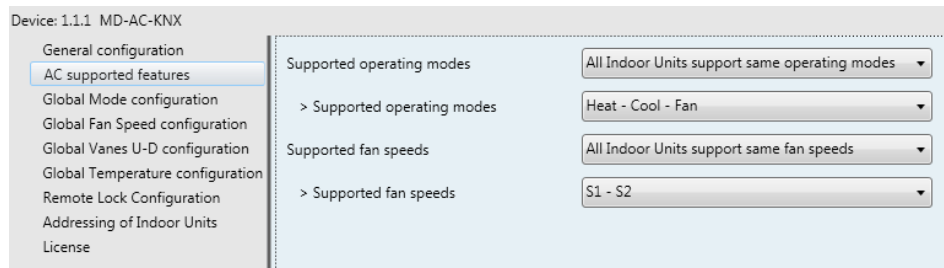 Device: 1.1.1 MD-AC-KNX
General configuration
AC supported features
Global Mode configuration
Global Fan Speed configuration
Global Vanes U-D configuration
Global Temperature configuration
Remote Lock Configuration
Addressing of Indoor Units
License
Supported operating modes All Indoor Units support same operating modes
> Supported operating modes Heat - Cool - Fan
Supported fan speeds All Indoor Units support same fan speeds
> Supported fan speeds S1 - S2